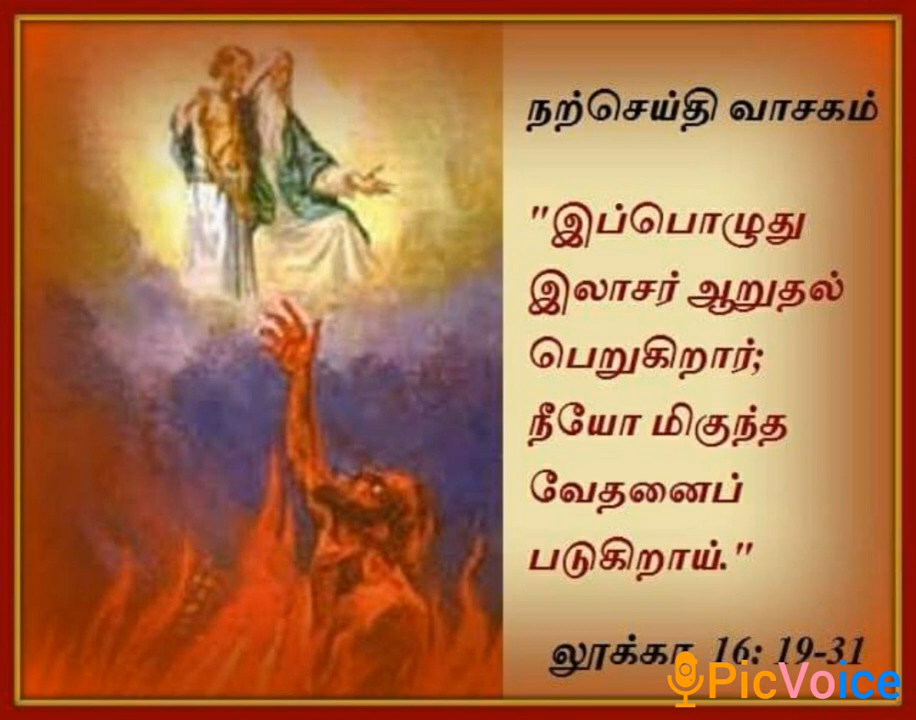 நற்செய்தி வாசகம்
"இப்பொழுது
இலாசர் ஆறுதல்
பெறுகிறார்;
நீயோ மிகுந்த
வேதனைப்
படுகிறாய்."
லூக்கா 16: 19-31
PicVoice